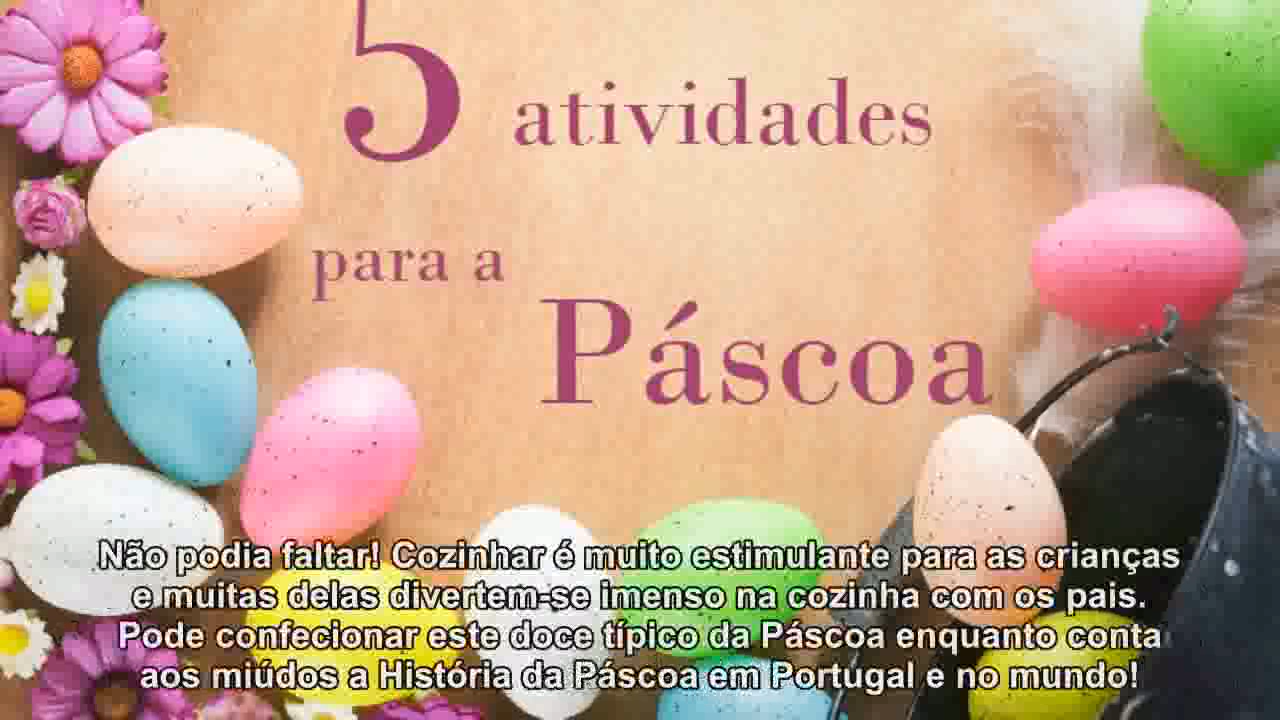 5 atividades
para a
Páscoa
Não podia faltar! Cozinhar é muito estimulante para as crianças
e muitas delas divertem-se imenso na cozinha com os pais.
Pode confecionar este doce típico da Páscoa enquanto conta
aos miúdos a História da Páscoa em Portugal e no mundo!